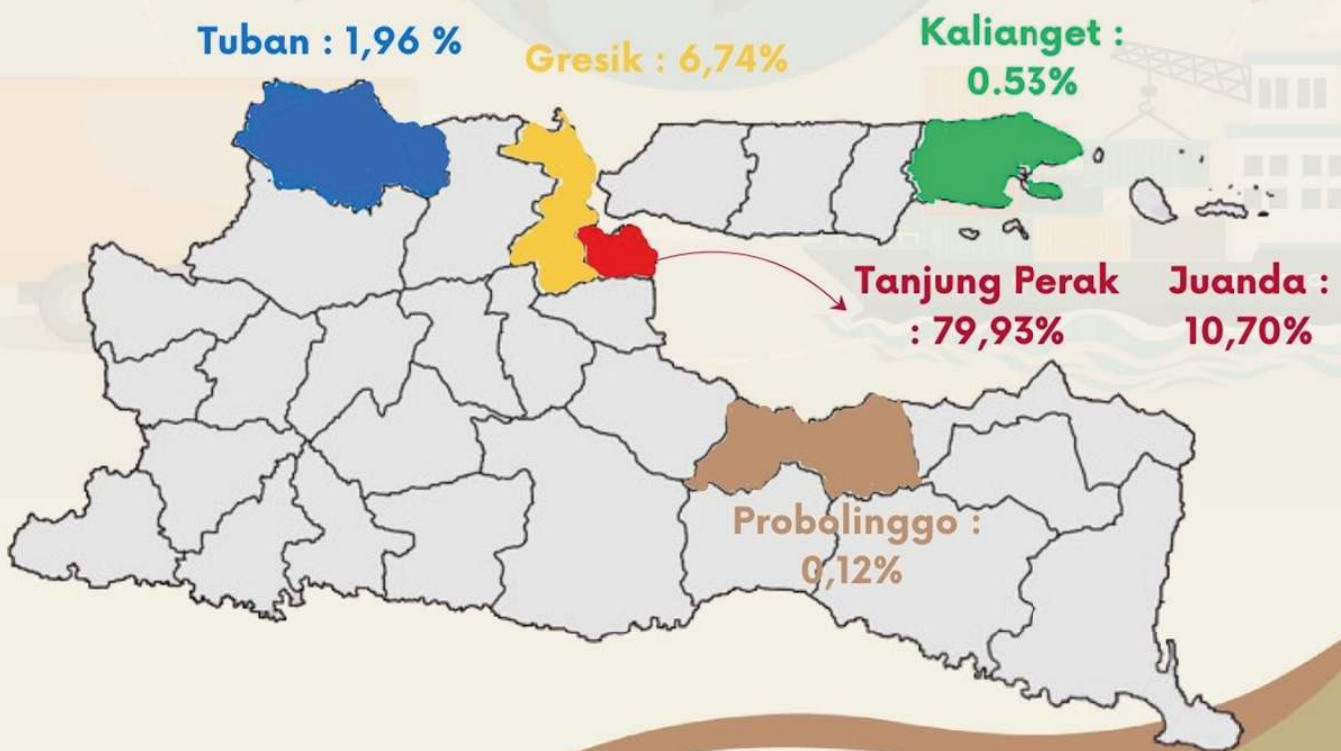 Tuban : 1,96 %
Gresik : 6,74%
Kalianget :
0.53%
Tanjung Perak
: 79,93%
Juanda :
10,70%
Probolinggo :
0,12%